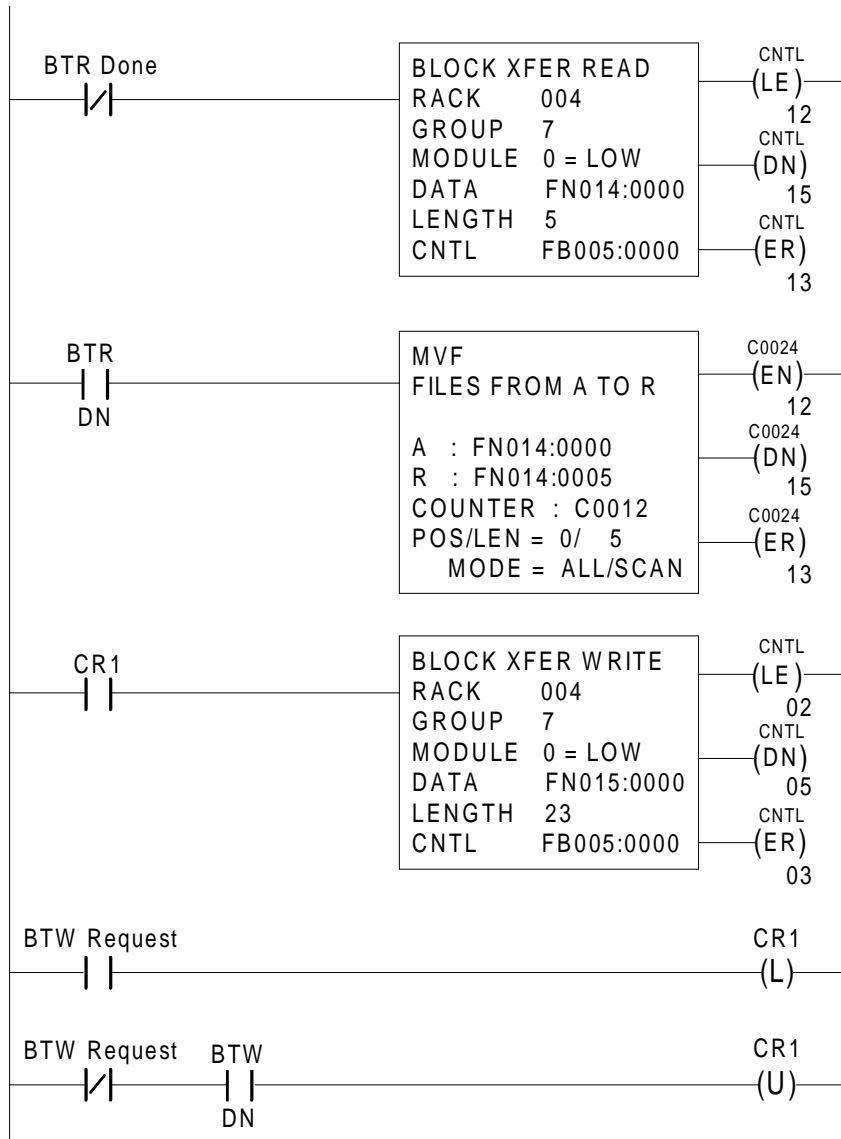 BTR Done
BLOCK XFER READ
RACK 004
GROUP 7
MODULE 0 = LOW
DATA FN014:0000
LENGTH 5
CNTL FB005:0000
CNTL
(LE)
12
CNTL
(DN)
15
CNTL
(ER)
13
BTR
DN
MVF
FILES FROM A TO R
A : FN014:0000
R : FN014:0005
COUNTER : C0012
POS/LEN = 0/ 5
MODE = ALL/SCAN
C0024
(EN)
12
C0024
(DN)
15
C0024
(ER)
13
CR1
BLOCK XFER WRITE
RACK 004
GROUP 7
MODULE 0 = LOW
DATA FN015:0000
LENGTH 23
CNTL FB005:0000
CNTL
(LE)
02
CNTL
(DN)
05
CNTL
(ER)
03
BTW Request
CR1
(L)
BTW Request
BTW
DN
CR1
(U)